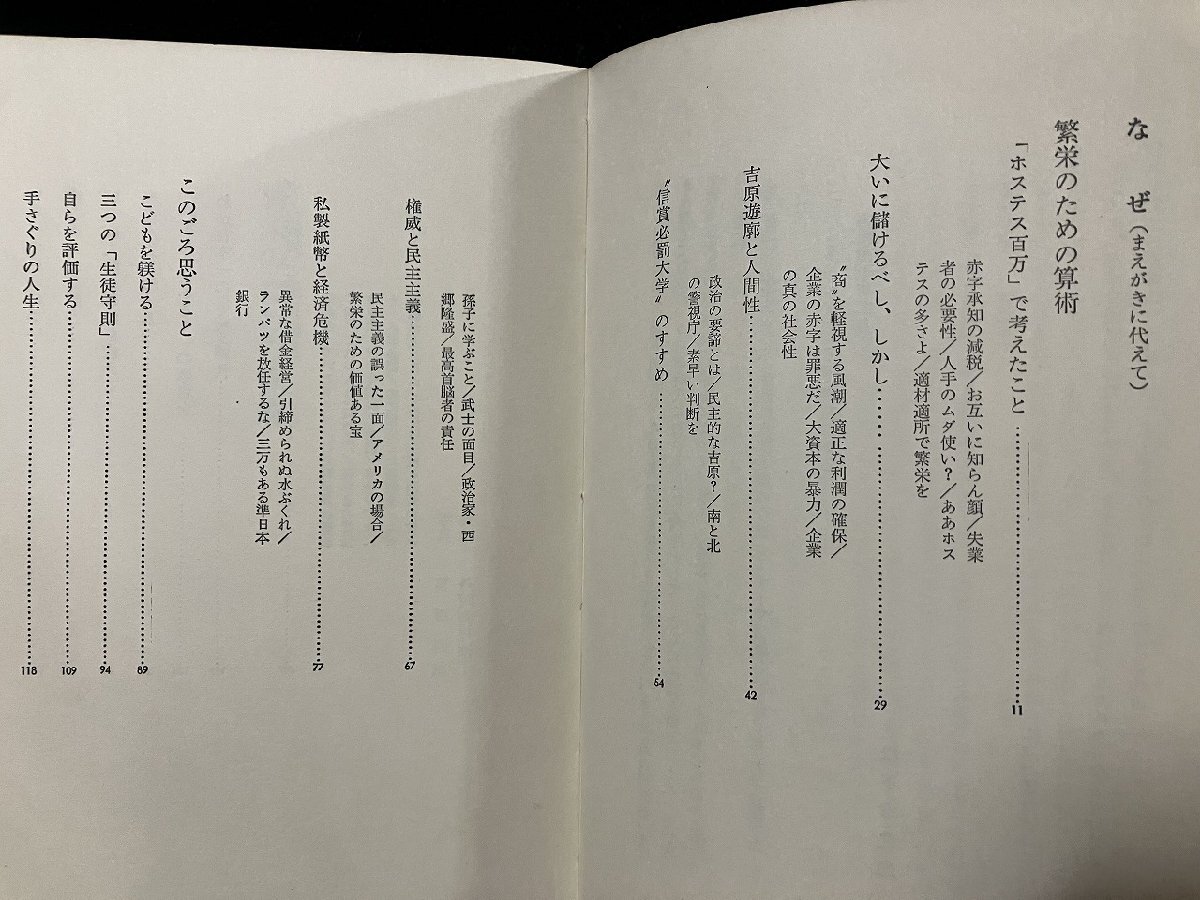 なぜ(まえがきに代えて)
繁栄のための算術
「ホステス百万」で考えたこと……11
赤字承知の減税/お互いに知らん顔/失業
者の必要性/人手のムダ使い?/ああホス
テスの多さよ/適材適所で繁栄を
大いに儲けるべし、しかし……29
〝商〟を軽視する風潮/適正な利潤の確保/
企業の赤字は罪悪だ/大資本の暴力/企業
の真の社会性
吉原遊廓と人間性……42
政治の要諦とは/民主的な吉原?/南と北
の警視庁/素早い判断を
〝信賞必罰大学〟のすすめ……54
孫子に学ぶこと/武士の面目/政治家・西
郷隆盛/最高首脳者の責任
権威と民主主義……67
民主主義の誤った一面/アメリカの場合/
繁栄のための価値ある宝
私製紙幣と経済危機……77
異常な借金経営/引締められぬ水ぶくれ/
ランパツを放任するな/三万もある準日本
銀行
このごろ思うこと
こどもを躾ける……89
三つの「生徒守則」……94
自らを評価する……109
手さぐりの人生……118